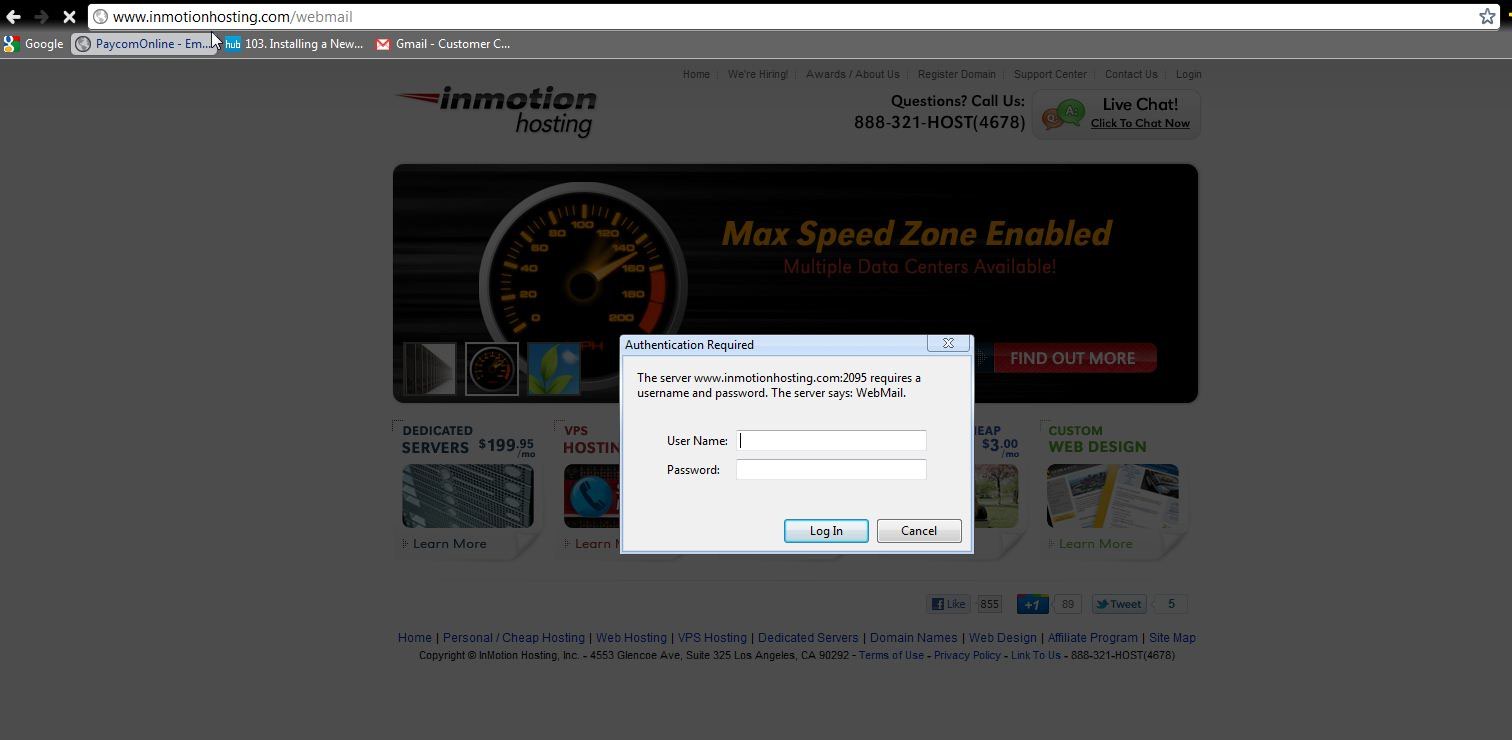 www.inmotionhosting.com/webmail
Google PaycomOnline - Em... hub 103. Installing a New... Gmail - Customer C...
Home We're Hiring! Awards / About Us Register Domain Support Center Contact Us Login
inmotion
hosting
Questions? Call Us:
888-321-HOST(4678)
Q: A:
Live Chat!
Click To Chat Now
Max Speed Zone Enabled
Multiple Data Centers Available!
0 20 40 60 80 100 120 140 160 180 200
FIND OUT MORE
Authentication Required
The server www.inmotionhosting.com:2095 requires a
username and password. The server says: WebMail.
User Name:
Password:
Log In Cancel
DEDICATED
SERVERS $199.95
/mo
Learn More
VPS
$3.00
/mo
CUSTOM
WEB DESIGN
Learn More
Like 855 +1 89 Tweet 5
Home | Personal / Cheap Hosting | Web Hosting | VPS Hosting | Dedicated Servers | Domain Names | Web Design | Affiliate Program | Site Map
Copyright © InMotion Hosting, Inc. - 4553 Glencoe Ave, Suite 325 Los Angeles, CA 90292 - Terms of Use - Privacy Policy - Link To Us - 888-321-HOST(4678)